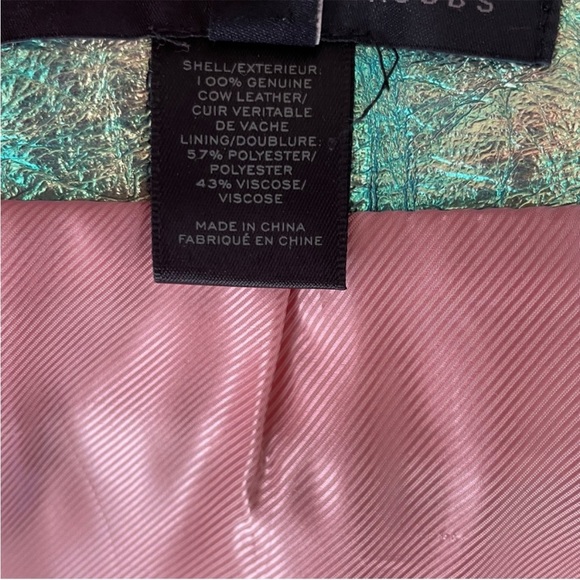 SHELL/EXTERIEUR:
100% GENUINE
COW LEATHER/
CUIR VERITABLE
DE VACHE
LINING/DOUBLURE:
57% POLYESTER/
POLYESTER
43% VISCOSE/
VISCOSE
MADE IN CHINA
FABRIQUÉ EN CHINE